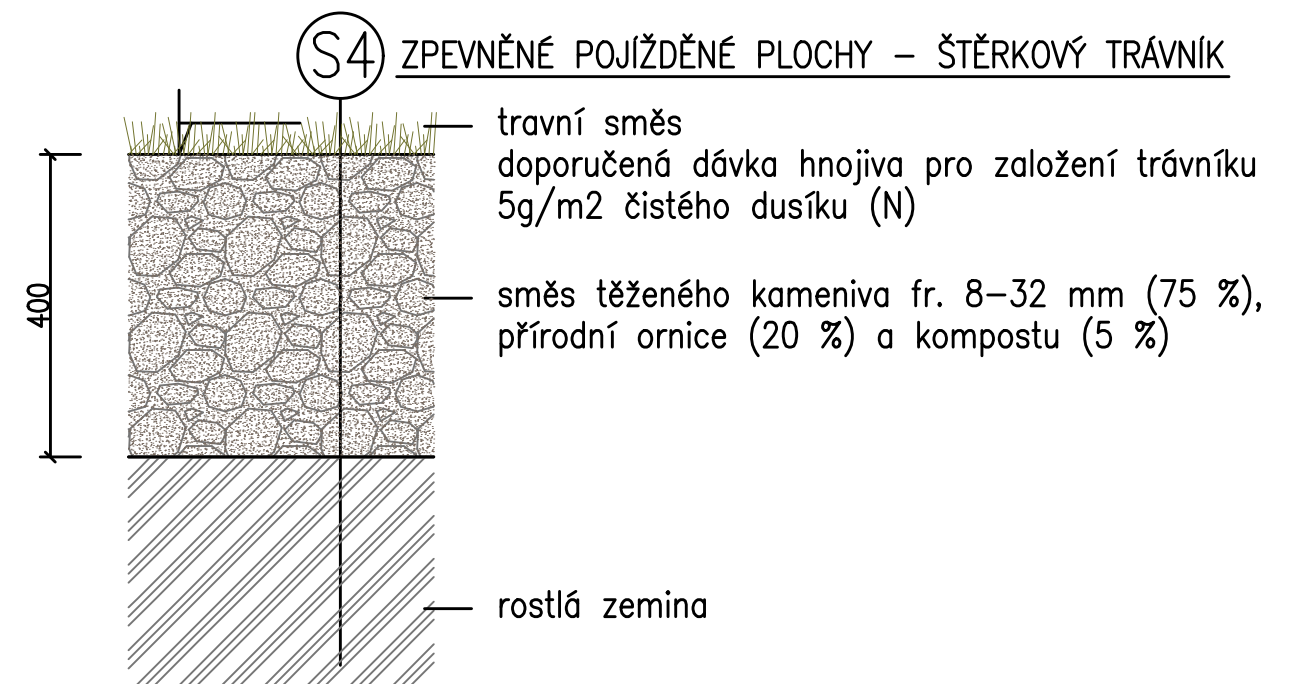 S4 ZPEVNĚNÉ POJÍŽDĚNÉ PLOCHY – ŠTĚRKOVÝ TRÁVNÍK
travní směs
doporučená dávka hnojiva pro založení trávníku
5g/m2 čistého dusíku (N)
400
směs těženého kameniva fr. 8–32 mm (75 %),
přírodní ornice (20 %) a kompostu (5 %)
rostlá zemina